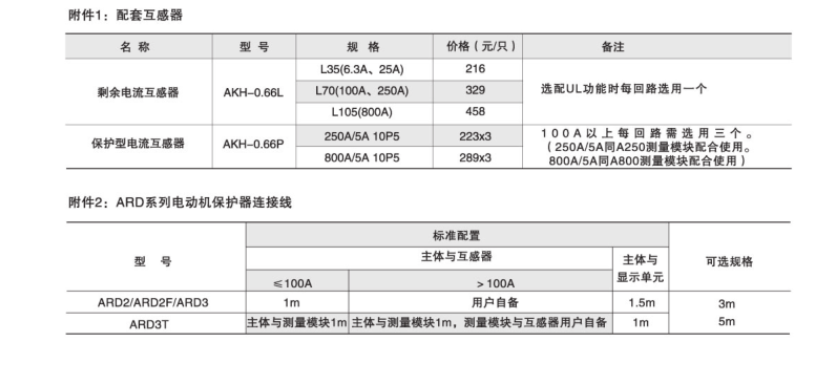 附件1：配套互感器
名 称 型 号 规 格 价格（元/只） 备注
剩余电流互感器 AKH-0.66L L35(6.3A、25A) 216 选配UL功能时每回路选用一个
L70(100A、250A) 329
L105(800A) 458
保护型电流互感器 AKH-0.66P 250A/5A 10P5 223x3 100A以上每回路需选用三个。
（250A/5A同A250测量模块配合使用。
800A/5A 10P5 289x3 800A/5A同A800测量模块配合使用）
附件2：ARD系列电动机保护器连接线
型 号 标准配置 可选规格
主体与互感器 主体与
显示单元
≤100A ＞100A
ARD2/ARD2F/ARD3 1m 用户自备 1.5m 3m
ARD3T 主体与测量模块1m 主体与测量模块1m，测量模块与互感器用户自备 1m 5m